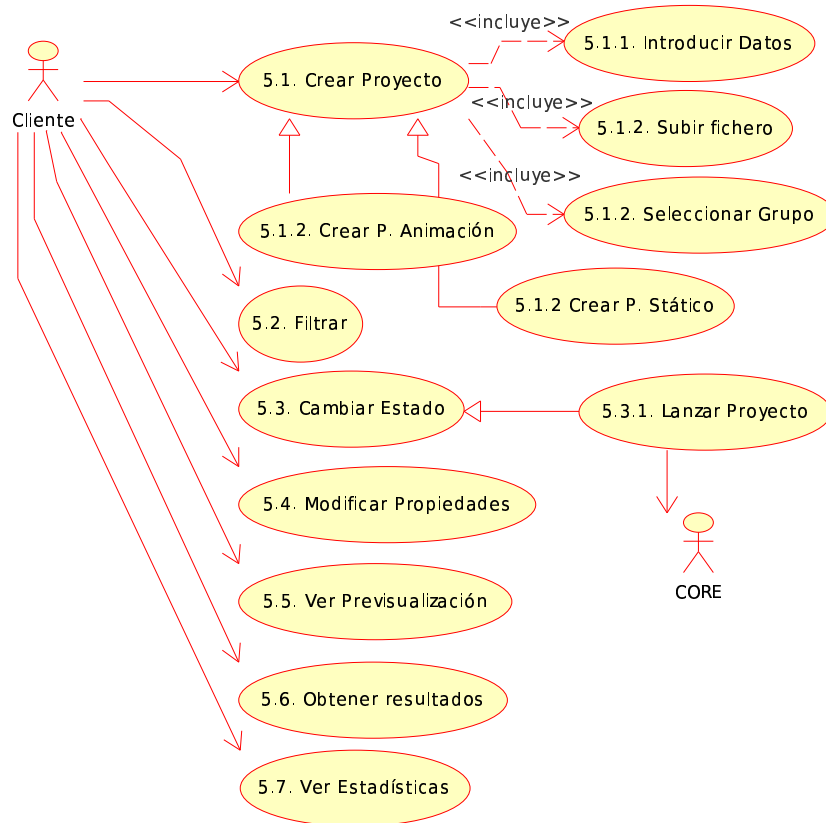 <<incluye>>
5.1.1. Introducir Datos
5.1. Crear Proyecto
<<incluye>>
Cliente
5.1.2. Subir fichero
<<incluye>>
5.1.2. Seleccionar Grupo
5.1.2. Crear P. Animación
5.1.2 Crear P. Stático
5.2. Filtrar
5.3. Cambiar Estado
5.3.1. Lanzar Proyecto
5.4. Modificar Propiedades
CORE
5.5. Ver Previsualización
5.6. Obtener resultados
5.7. Ver Estadísticas